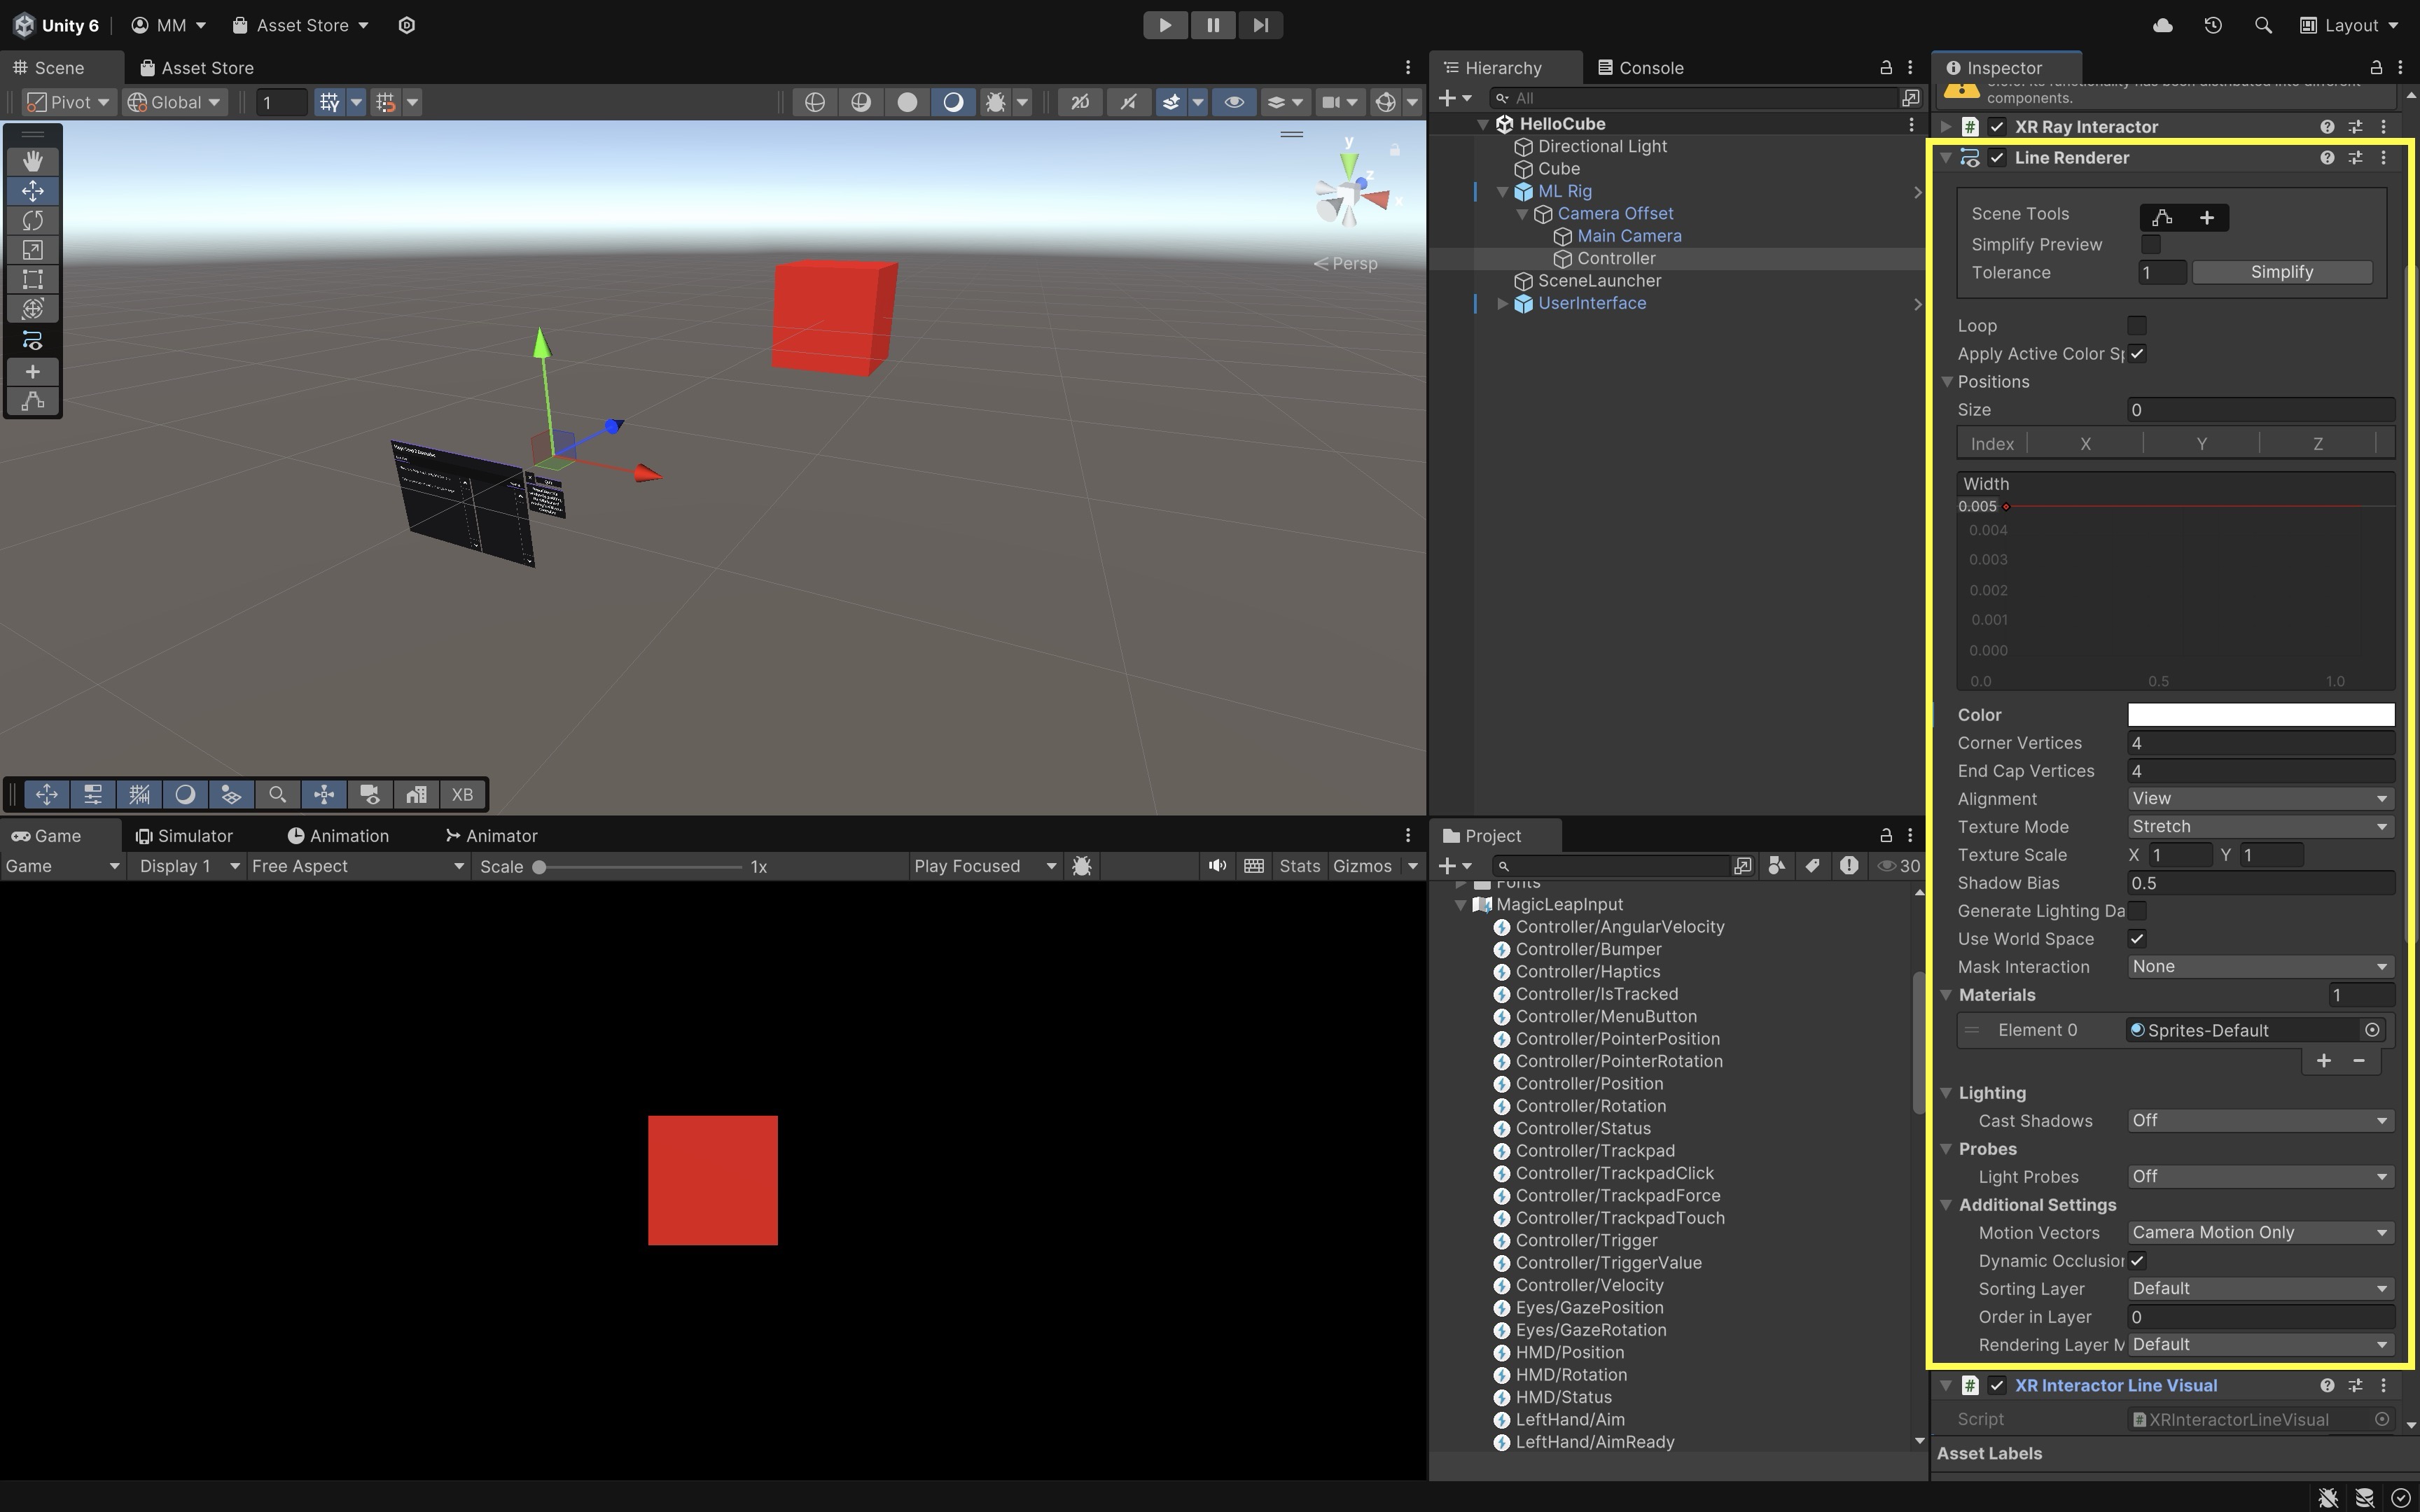 Unity 6 MM Asset Store Layout
Scene Asset Store
Pivot Global 1 2D
y
z
x
Persp
Hierarchy Console
All
HelloCube
Directional Light
Cube
ML Rig
Camera Offset
Main Camera
Controller
SceneLauncher
UserInterface
XB
Game Simulator Animation Animator
Game Display 1 Free Aspect Scale 1x Play Focused Stats Gizmos
Project
30
Fonts
MagicLeapInput
Controller/AngularVelocity
Controller/Bumper
Controller/Haptics
Controller/IsTracked
Controller/MenuButton
Controller/PointerPosition
Controller/PointerRotation
Controller/Position
Controller/Rotation
Controller/Status
Controller/Trackpad
Controller/TrackpadClick
Controller/TrackpadForce
Controller/TrackpadTouch
Controller/Trigger
Controller/TriggerValue
Controller/Velocity
Eyes/GazePosition
Eyes/GazeRotation
HMD/Position
HMD/Rotation
HMD/Status
LeftHand/Aim
LeftHand/AimReady
Inspector
components.
XR Ray Interactor
Line Renderer
Scene Tools
Simplify Preview
Tolerance 1 Simplify
Loop
Apply Active Color Sp
Positions
Size 0
Index X Y Z
Width
0.005
0.004
0.003
0.002
0.001
0.000
0.0 0.5 1.0
Color
Corner Vertices 4
End Cap Vertices 4
Alignment View
Texture Mode Stretch
Texture Scale X 1 Y 1
Shadow Bias 0.5
Generate Lighting Da
Use World Space
Mask Interaction None
Materials 1
Element 0 Sprites-Default
Lighting
Cast Shadows Off
Probes
Light Probes Off
Additional Settings
Motion Vectors Camera Motion Only
Dynamic Occlusion
Sorting Layer Default
Order in Layer 0
Rendering Layer M Default
XR Interactor Line Visual
Script XRInteractorLineVisual
Asset Labels